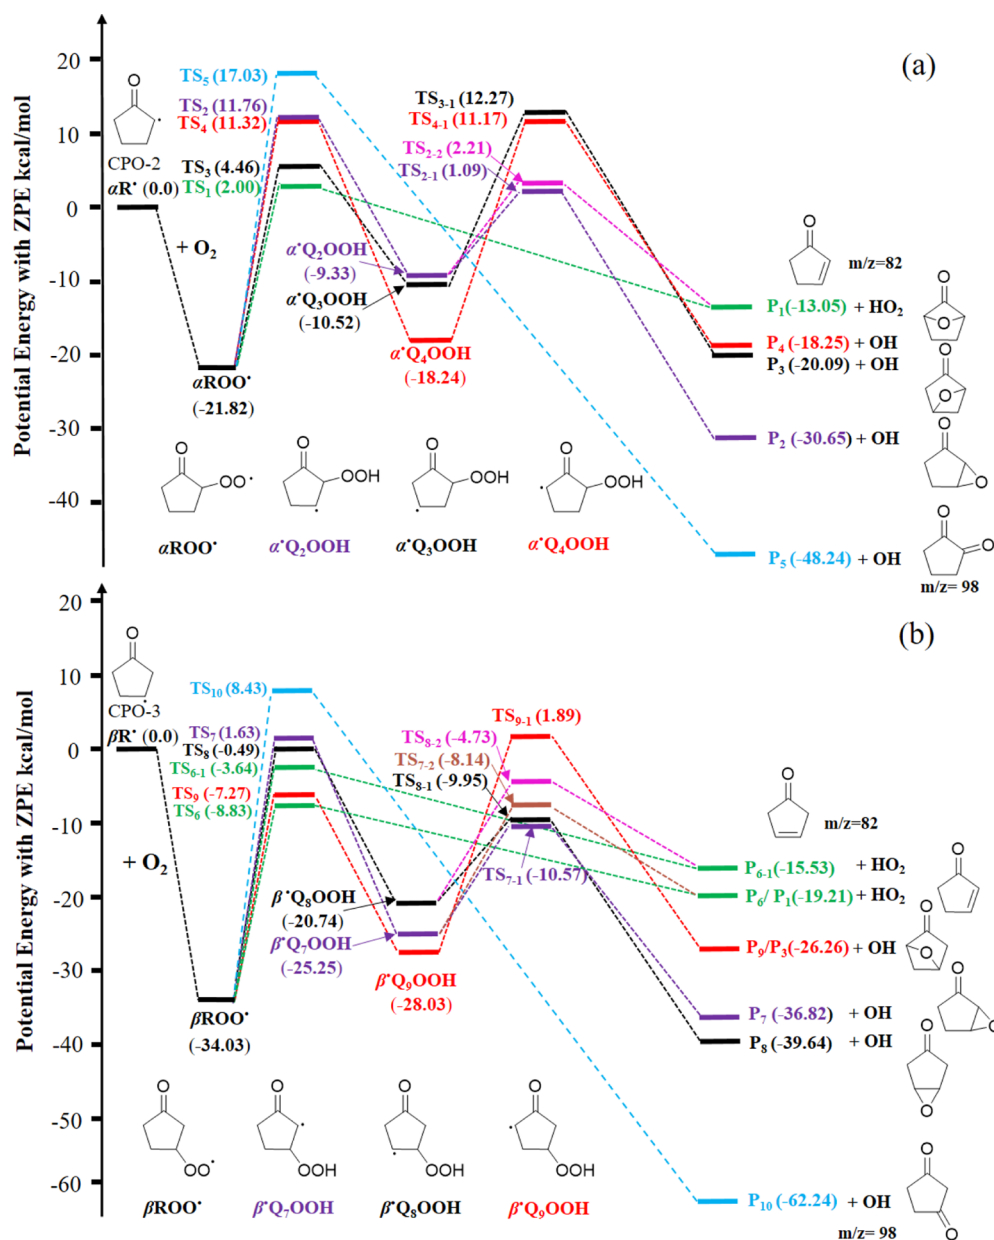 (a)
Potential Energy with ZPE kcal/mol
20
10
0
-10
-20
-30
-40
O
CPO-2
αR• (0.0)
+ O₂
TS₅ (17.03)
TS₂ (11.76)
TS₄ (11.32)
TS₃ (4.46)
TS₁ (2.00)
TS₃₋₁ (12.27)
TS₄₋₁ (11.17)
TS₂₋₂ (2.21)
TS₂₋₁ (1.09)
α•Q₂OOH
(-9.33)
α•Q₃OOH
(-10.52)
α•Q₄OOH
(-18.24)
αROO•
(-21.82)
O
m/z=82
P₁(-13.05) + HO₂
O
O
P₄ (-18.25) + OH
P₃ (-20.09) + OH
O
O
P₂ (-30.65) + OH
O
O
P₅ (-48.24) + OH
O
O
m/z= 98
O
OO•
O
OOH
O
OOH
O
OOH
αROO•
α•Q₂OOH
α•Q₃OOH
α•Q₄OOH
(b)
Potential Energy with ZPE kcal/mol
20
10
0
-10
-20
-30
-40
-50
-60
O
CPO-3
βR• (0.0)
+ O₂
TS₁₀ (8.43)
TS₇ (1.63)
TS₈ (-0.49)
TS₆₋₁ (-3.64)
TS₉ (-7.27)
TS₆ (-8.83)
TS₉₋₁ (1.89)
TS₈₋₂ (-4.73)
TS₇₋₂ (-8.14)
TS₈₋₁ (-9.95)
TS₇₋₁ (-10.57)
β•Q₈OOH
(-20.74)
β•Q₇OOH
(-25.25)
β•Q₉OOH
(-28.03)
βROO•
(-34.03)
O
m/z=82
P₆₋₁(-15.53) + HO₂
P₆/ P₁(-19.21) + HO₂
O
P₉/P₃(-26.26) + OH
O
O
P₇ (-36.82) + OH
O
O
P₈ (-39.64) + OH
O
O
P₁₀ (-62.24) + OH
O
O
m/z= 98
O
OO•
O
OOH
O
OOH
O
OOH
βROO•
β•Q₇OOH
β•Q₈OOH
β•Q₉OOH